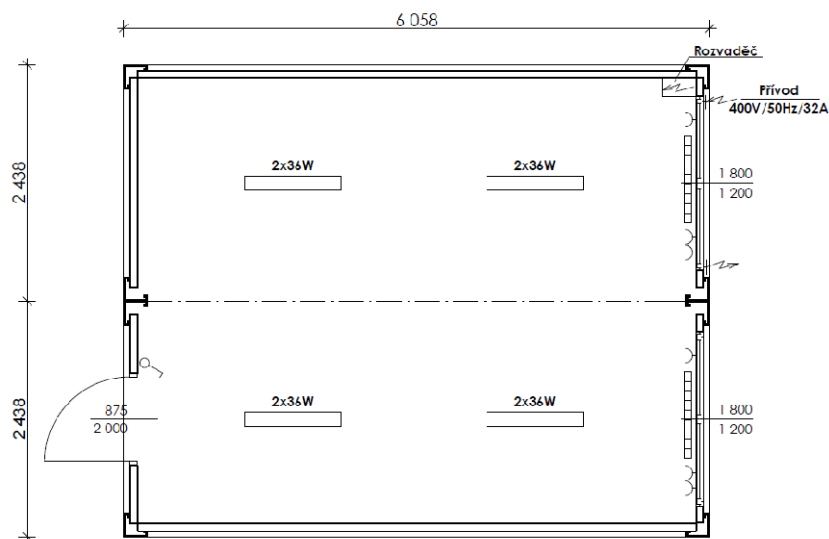 6 058
Rozvaděč
Přívod
400V/50Hz/32A
2x36W
2x36W
2 438
1 800
1 200
2x36W
2x36W
2 438
875
2 000
1 800
1 200